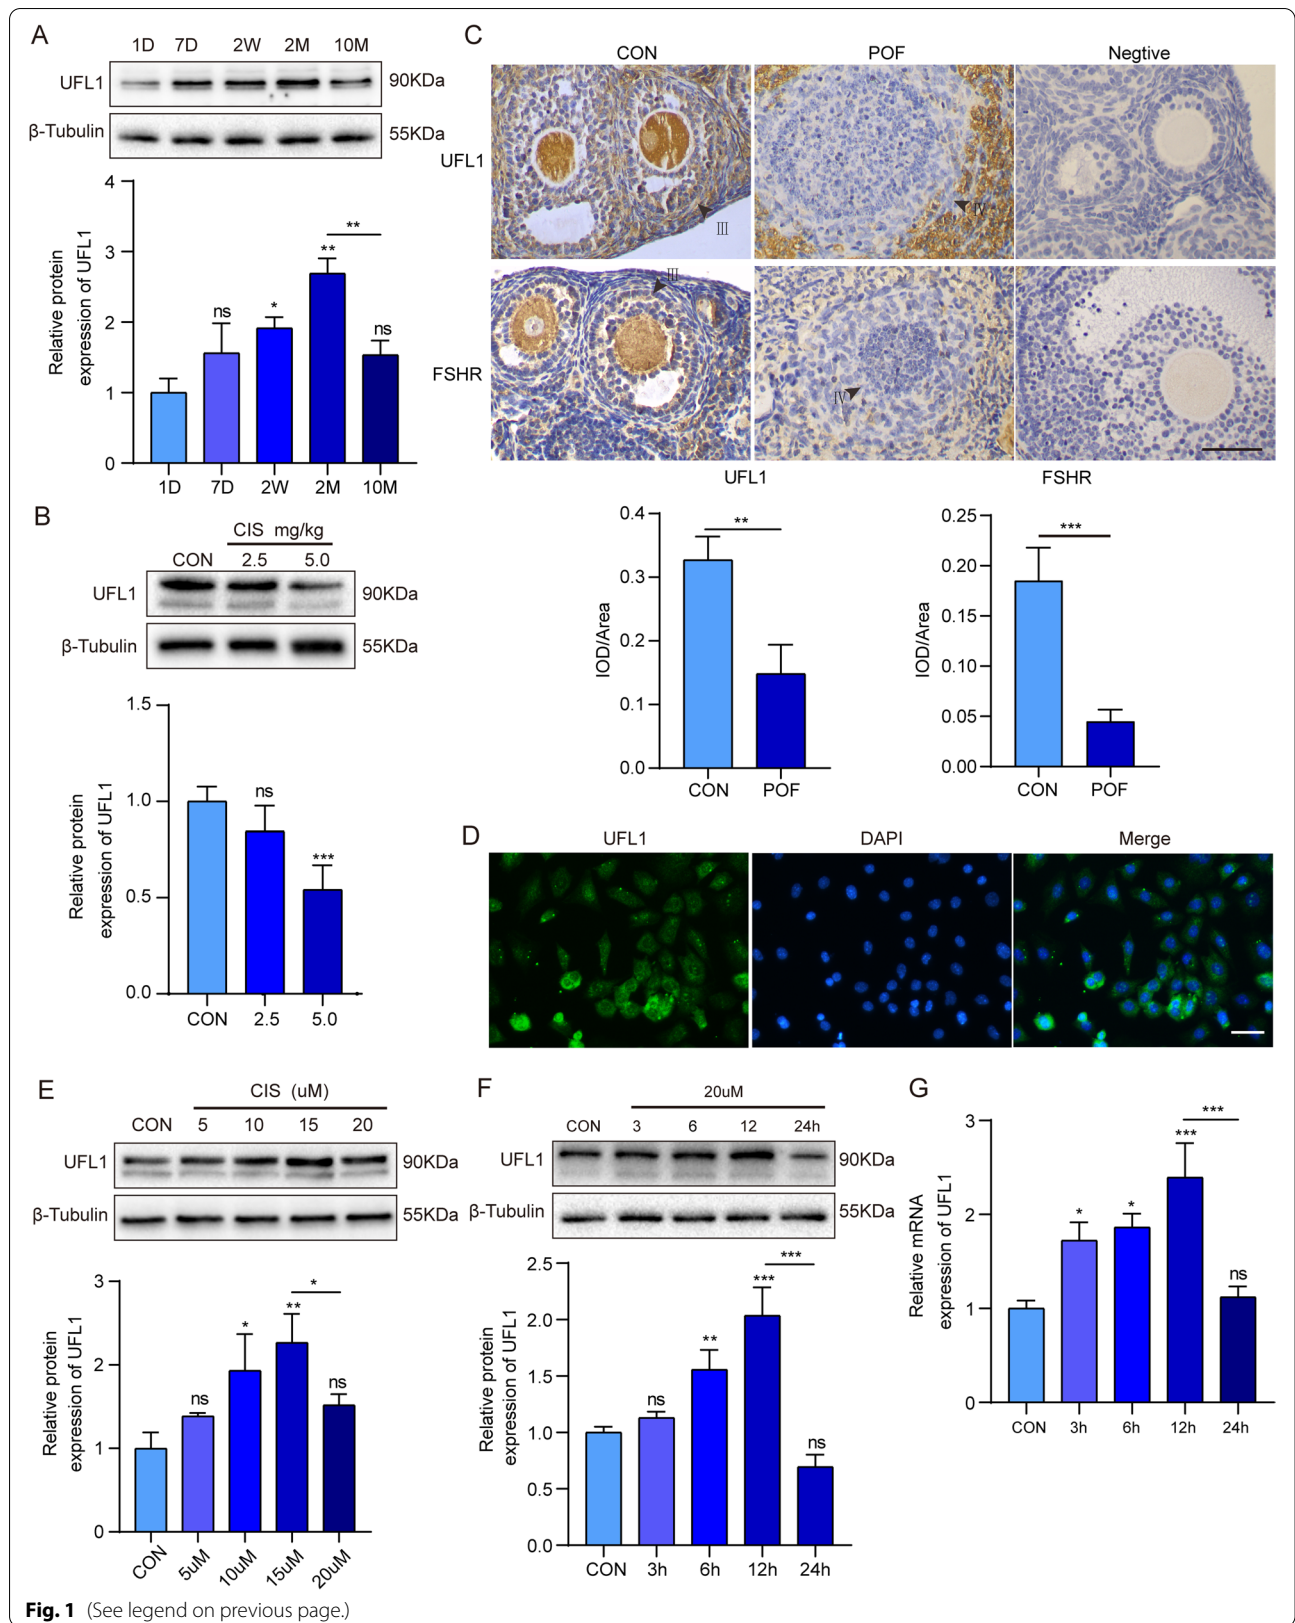 A
1D 7D 2W 2M 10M
UFL1
90KDa
β-Tubulin
55KDa
Relative protein
expression of UFL1
4
3
2
1
0
ns
*
**
**
ns
1D 7D 2W 2M 10M
B
CIS mg/kg
CON 2.5 5.0
UFL1
90KDa
β-Tubulin
55KDa
Relative protein
expression of UFL1
1.5
1.0
0.5
0.0
ns
***
CON 2.5 5.0
C
CON POF Negtive
UFL1
III
IV
FSHR
III
IV
UFL1
IOD/Area
0.4
0.3
0.2
0.1
0.0
**
CON POF
FSHR
IOD/Area
0.25
0.20
0.15
0.10
0.05
0.00
***
CON POF
D
UFL1 DAPI Merge
E
CIS (uM)
CON 5 10 15 20
UFL1
90KDa
β-Tubulin
55KDa
Relative protein
expression of UFL1
3
2
1
0
ns
*
**
*
ns
CON 5uM 10uM 15uM 20uM
F
20uM
CON 3 6 12 24h
UFL1
90KDa
β-Tubulin
55KDa
Relative protein
expression of UFL1
2.5
2.0
1.5
1.0
0.5
0.0
ns
**
***
***
ns
CON 3h 6h 12h 24h
G
Relative mRNA
expression of UFL1
3
2
1
0
*
*
***
***
ns
CON 3h 6h 12h 24h
Fig. 1 (See legend on previous page.)